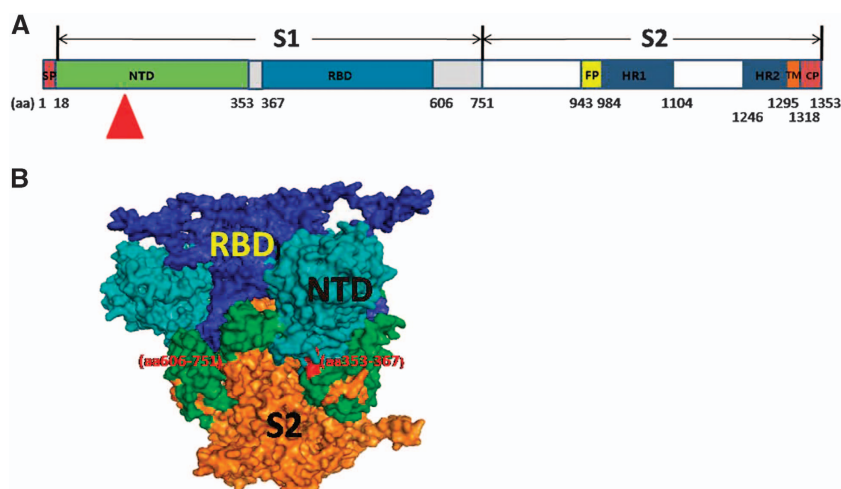 A
S1 S2
SP NTD RBD FP HR1 HR2 TM CP
(aa) 1 18 353 367 606 751 943 984 1104 1295 1353
1246 1318
B
RBD
NTD
(aa606-751) (aa353-367)
S2